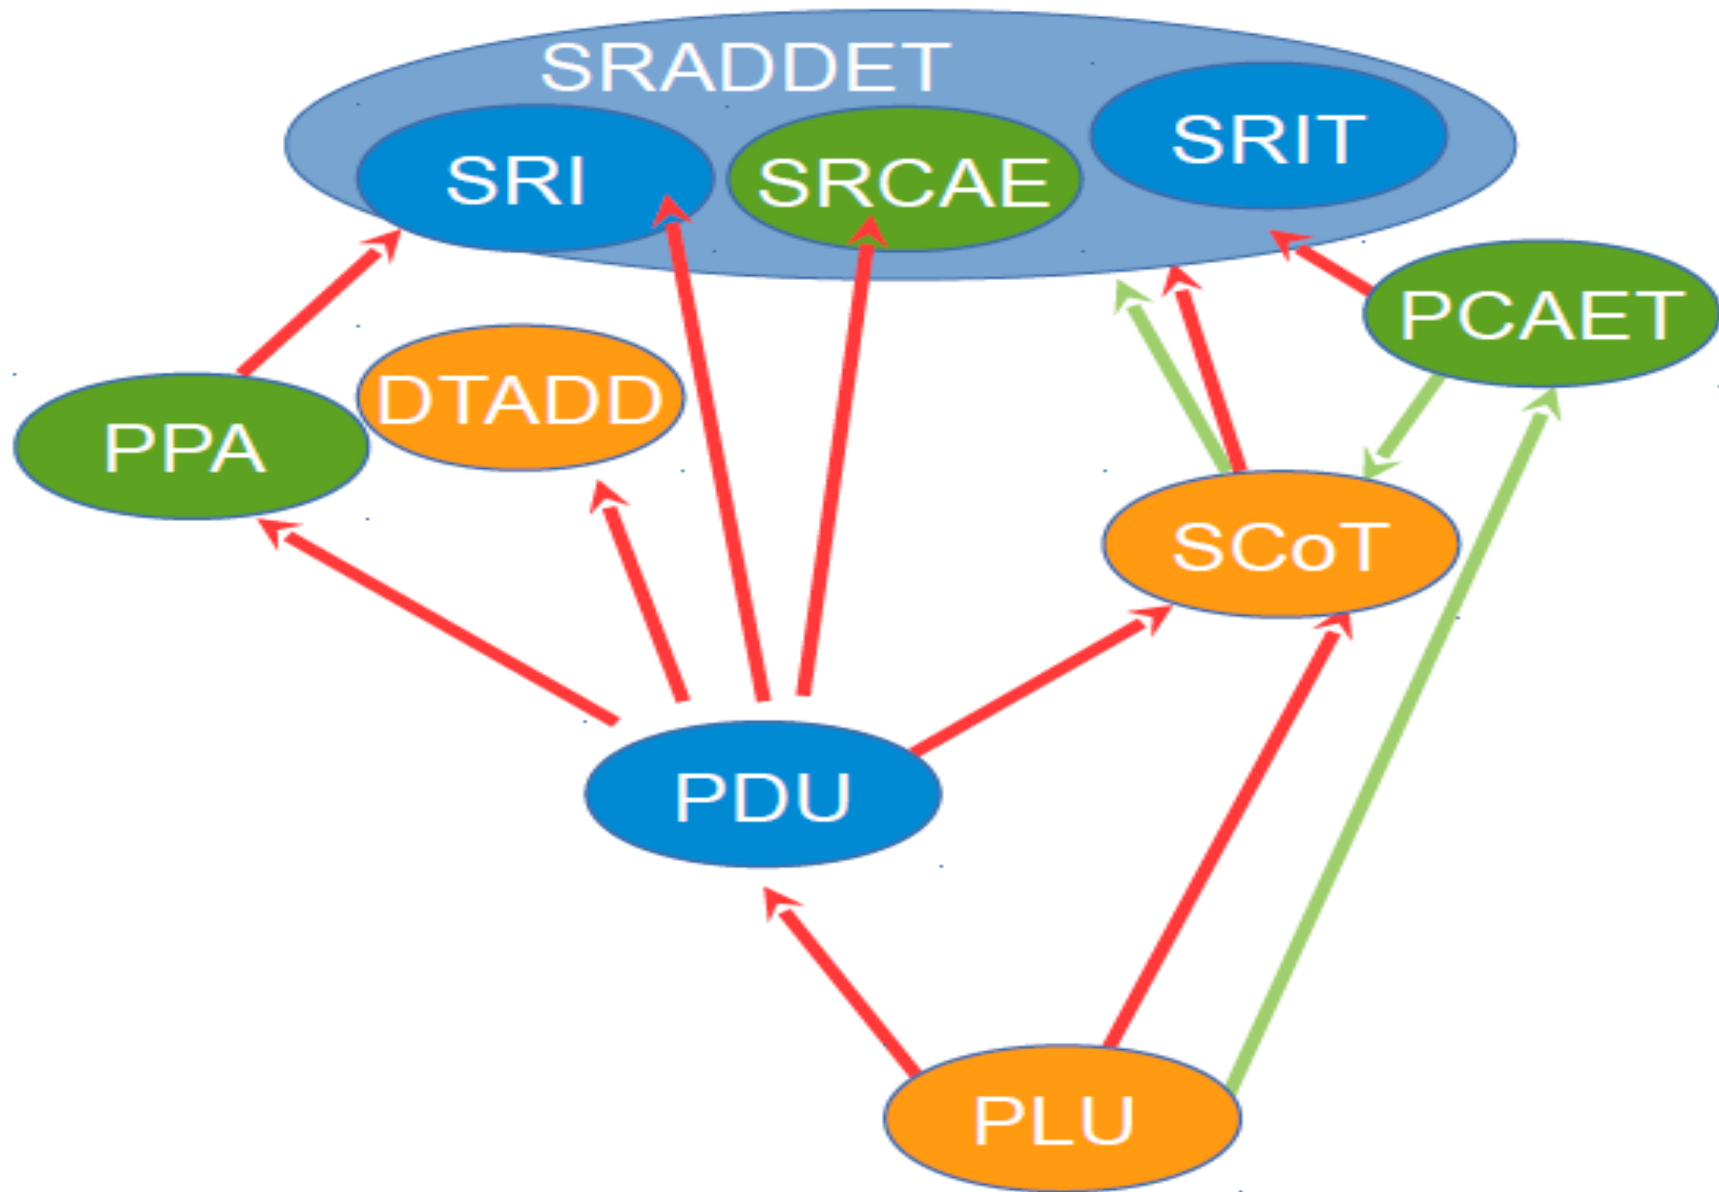 SRADDET
SRI
SRCAE
SRIT
PCAET
DTADD
PPA
SCoT
PDU
PLU